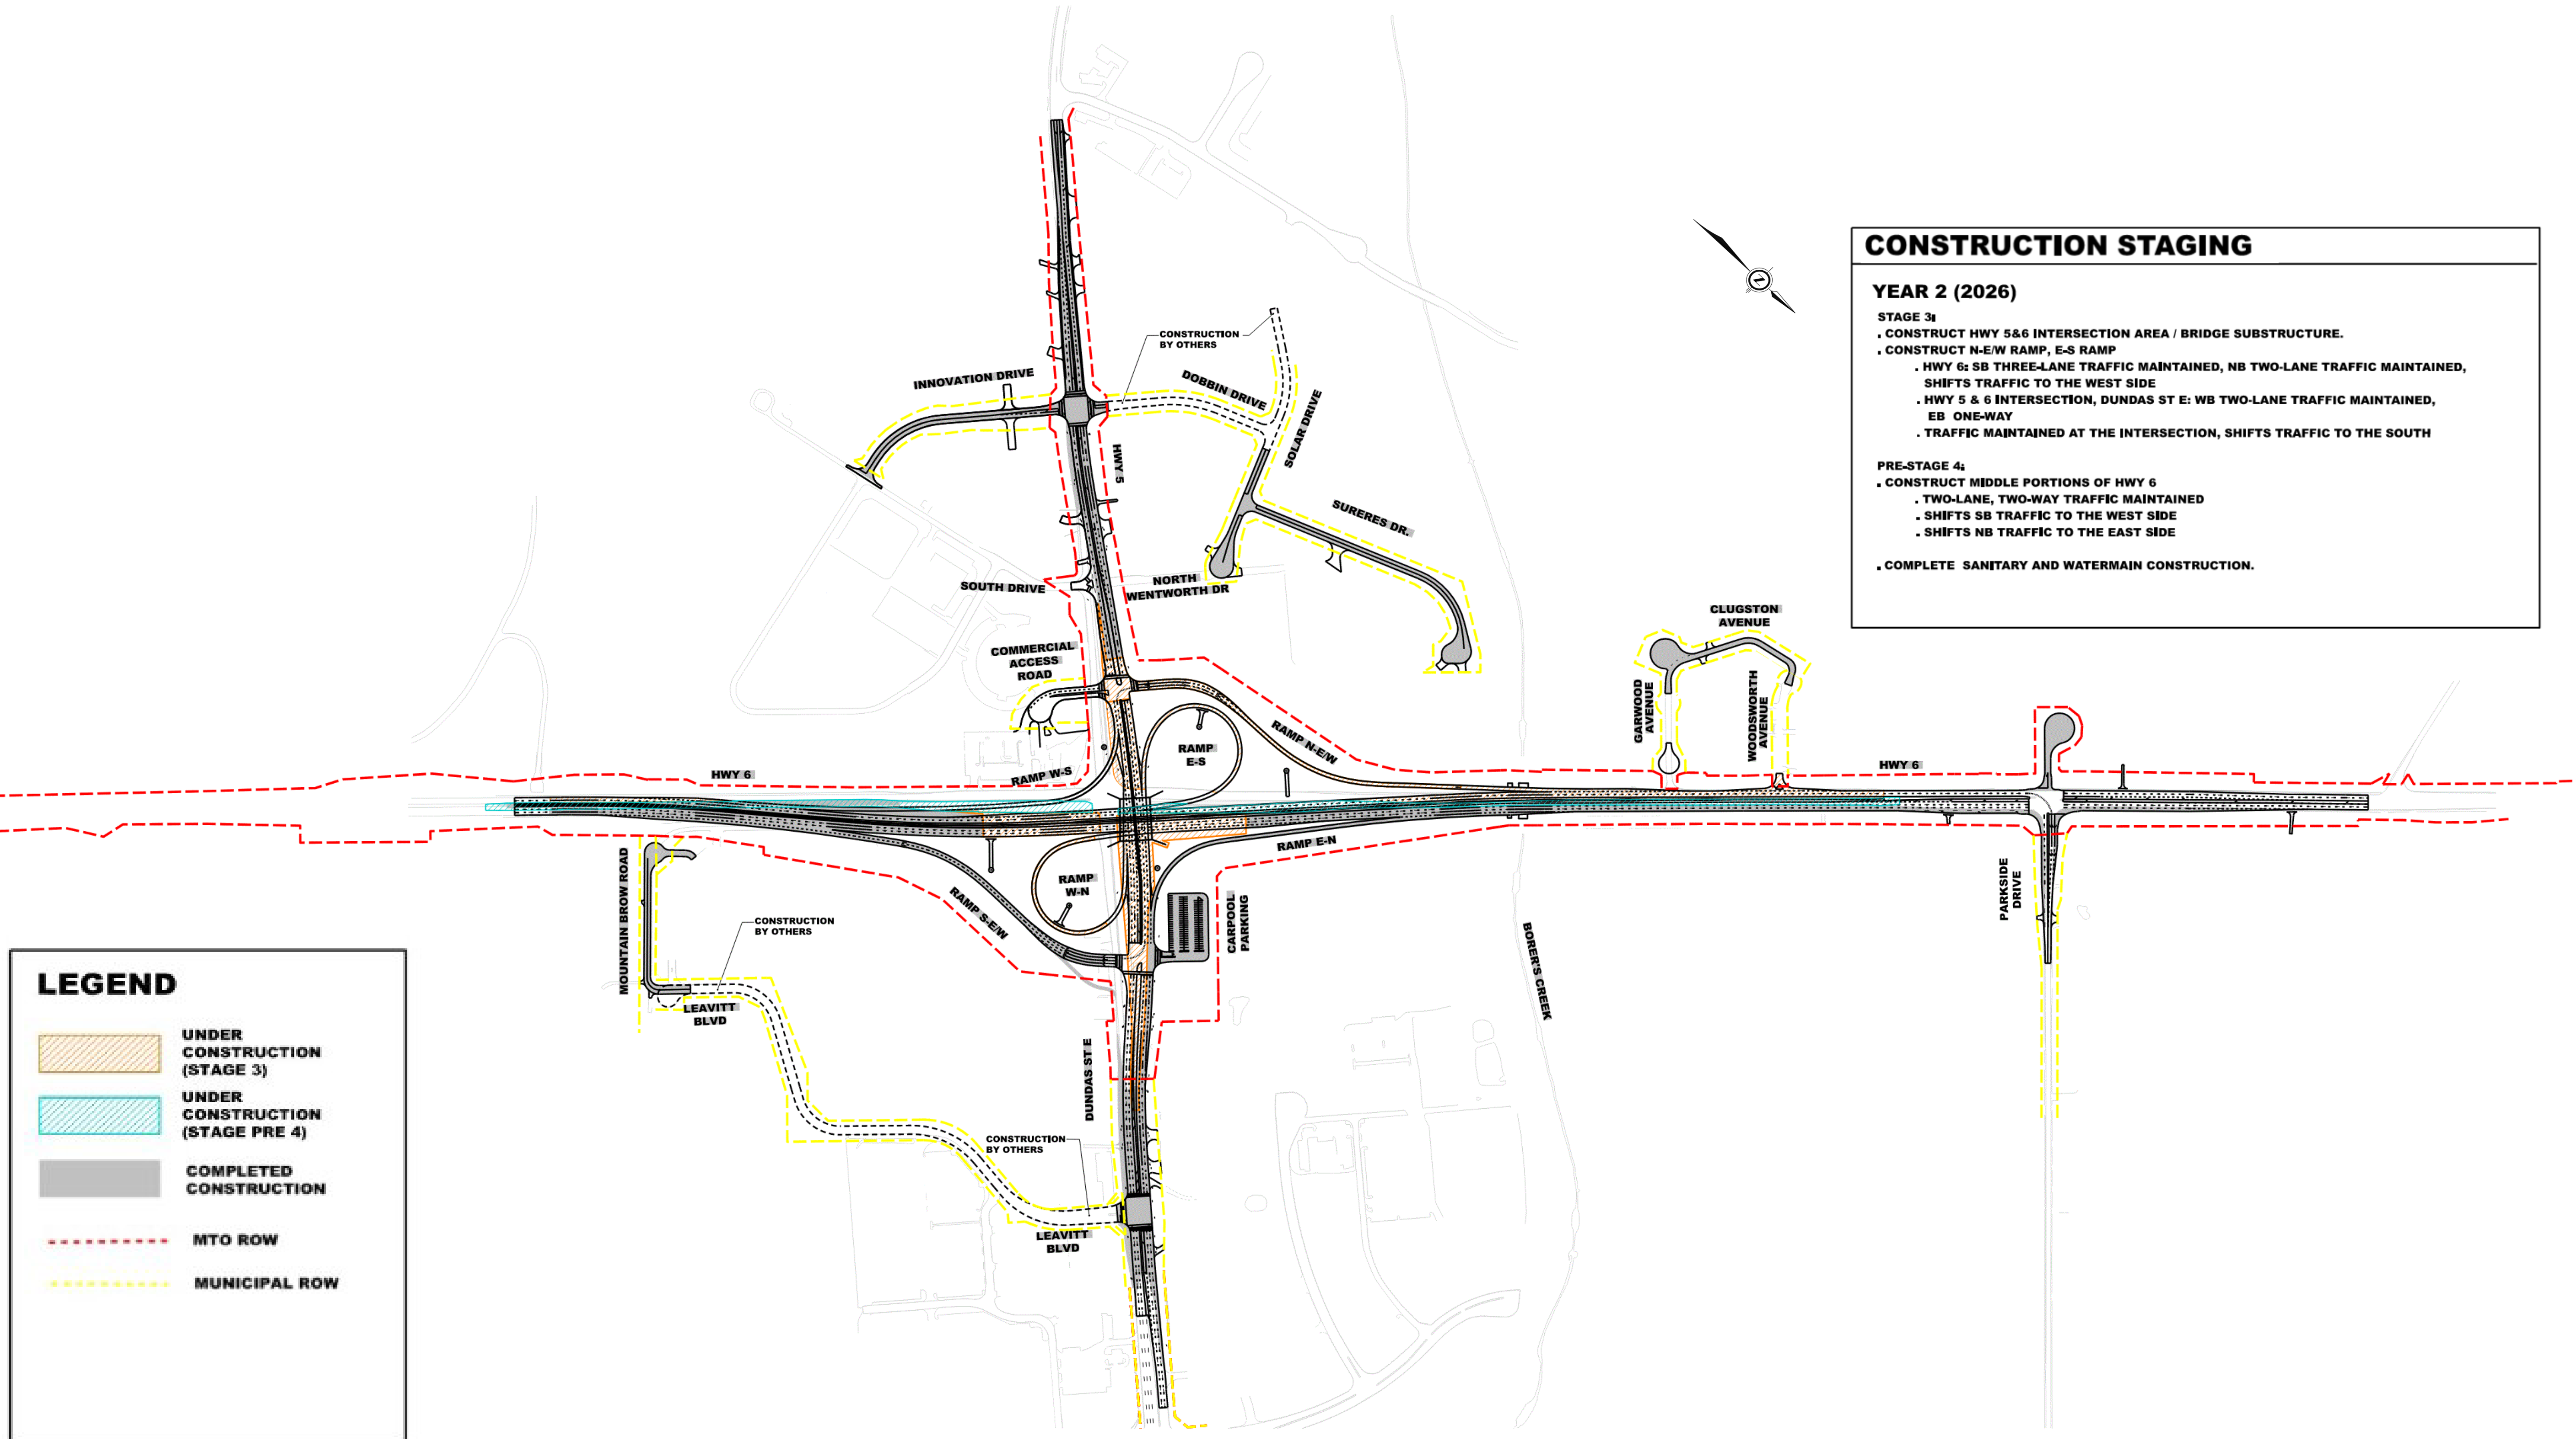 CONSTRUCTION STAGING
YEAR 2 (2026)
STAGE 3:
. CONSTRUCT HWY 5&6 INTERSECTION AREA / BRIDGE SUBSTRUCTURE.
. CONSTRUCT N-E/W RAMP, E-S RAMP
. HWY 6: SB THREE-LANE TRAFFIC MAINTAINED, NB TWO-LANE TRAFFIC MAINTAINED,
SHIFTS TRAFFIC TO THE WEST SIDE
. HWY 5 & 6 INTERSECTION, DUNDAS ST E: WB TWO-LANE TRAFFIC MAINTAINED,
EB ONE-WAY
. TRAFFIC MAINTAINED AT THE INTERSECTION, SHIFTS TRAFFIC TO THE SOUTH
PRE-STAGE 4:
. CONSTRUCT MIDDLE PORTIONS OF HWY 6
. TWO-LANE, TWO-WAY TRAFFIC MAINTAINED
. SHIFTS SB TRAFFIC TO THE WEST SIDE
. SHIFTS NB TRAFFIC TO THE EAST SIDE
. COMPLETE SANITARY AND WATERMAIN CONSTRUCTION.
CONSTRUCTION
BY OTHERS
INNOVATION DRIVE
DOBBIN DRIVE
SOLAR DRIVE
HWY 5
SURERES DR.
SOUTH DRIVE
NORTH
WENTWORTH DR
COMMERCIAL
ACCESS
ROAD
CLUGSTON
AVENUE
GARWOOD
AVENUE
WOODSWORTH
AVENUE
RAMP N-E/W
RAMP
E-S
HWY 6
RAMP W-S
HWY 6
RAMP E-N
MOUNTAIN BROW ROAD
RAMP
W-N
RAMP S-E/W
CARPOOL
PARKING
PARKSIDE
DRIVE
CONSTRUCTION
BY OTHERS
BORER'S CREEK
LEAVITT
BLVD
DUNDAS ST E
CONSTRUCTION
BY OTHERS
LEAVITT
BLVD
LEGEND
UNDER
CONSTRUCTION
(STAGE 3)
UNDER
CONSTRUCTION
(STAGE PRE 4)
COMPLETED
CONSTRUCTION
MTO ROW
MUNICIPAL ROW
Z